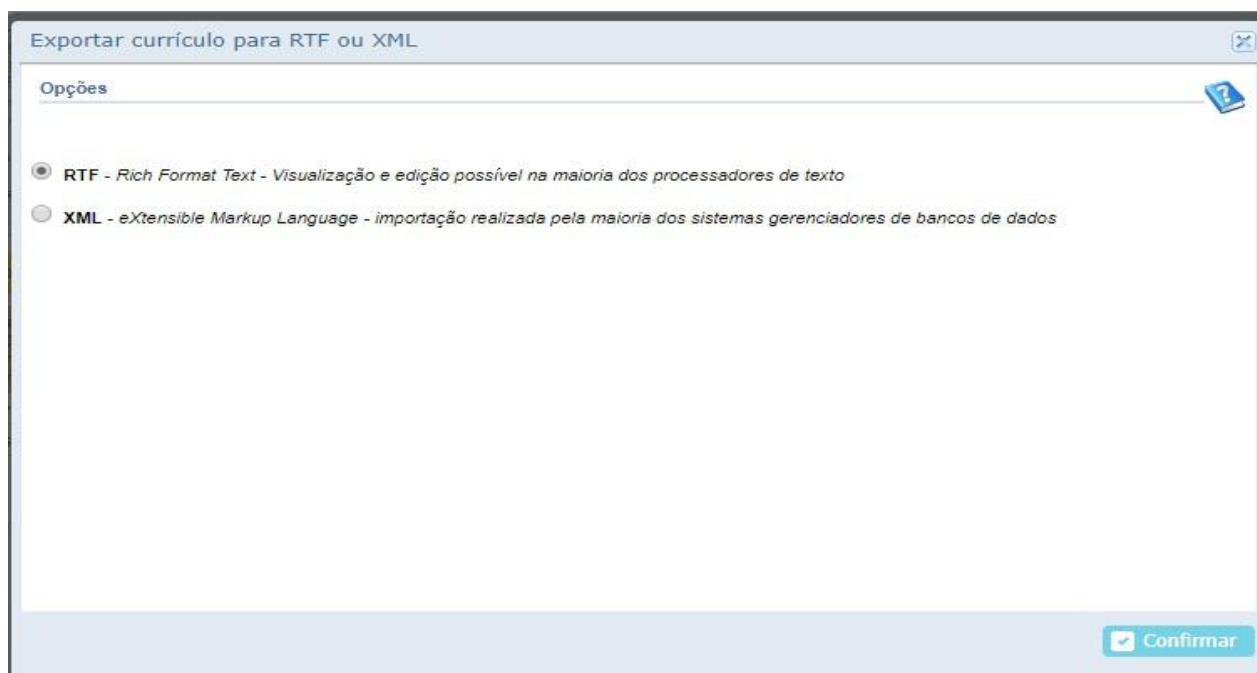 Exportar currículo para RTF ou XML
Opções
RTF - Rich Format Text - Visualização e edição possível na maioria dos processadores de texto
XML - eXtensible Markup Language - importação realizada pela maioria dos sistemas gerenciadores de bancos de dados
Confirmar